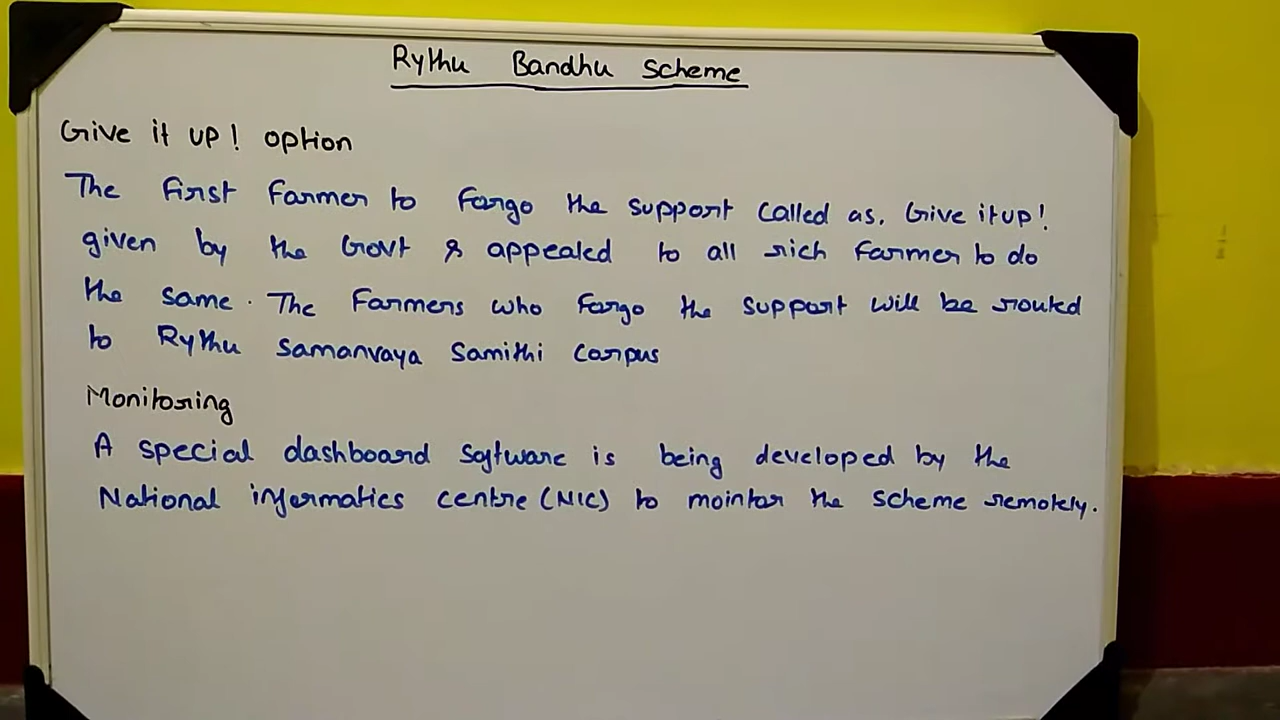 Rythu Bandhu scheme
Give it up! option
The first farmer to Forgo the support called as. Give it up!
given by the Govt & appealed to all rich farmer to do
the same. The Farmers who Forgo the support will be routed
to Rythu samanvaya samithi corpus
Monitoring
A special dashboard software is being developed by the
National informatics centre (NIC) to mointor the scheme remotely.